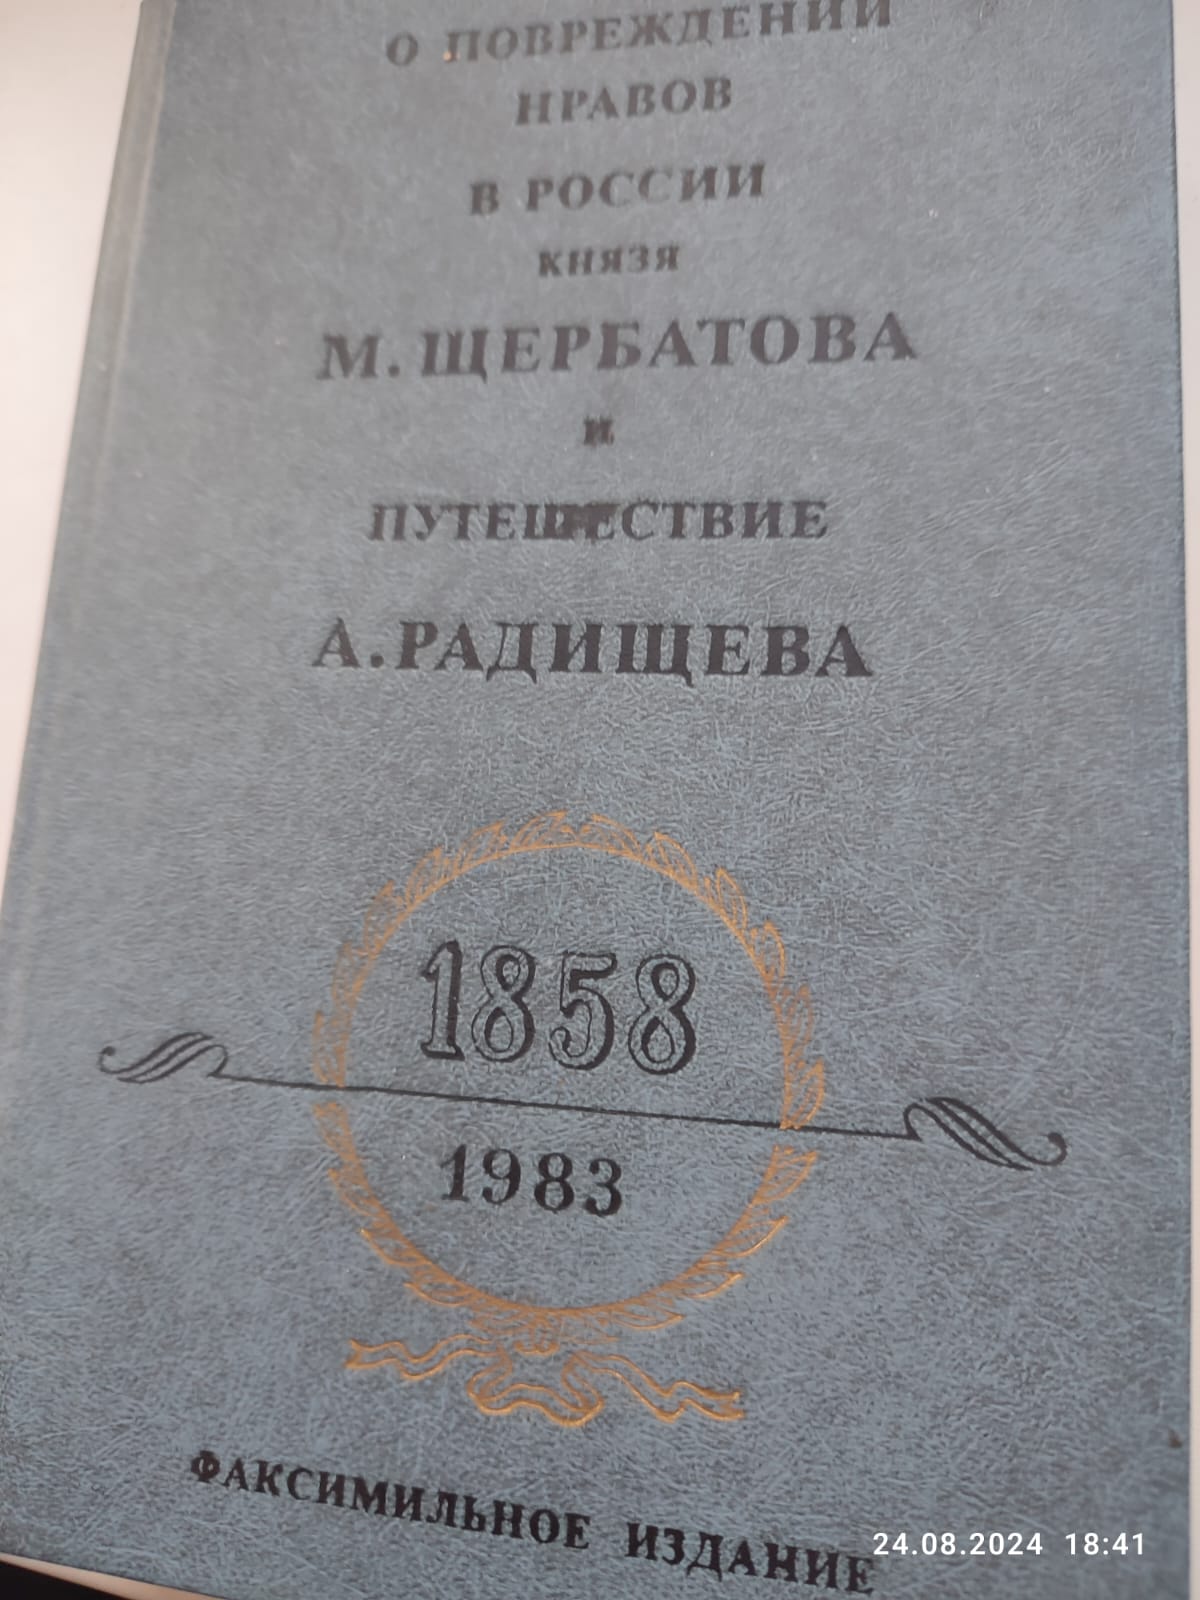 О ПОВРЕЖДЕНИИ
НРАВОВ
В РОССИИ
КНЯЗЯ
М. ЩЕРБАТОВА
И
ПУТЕШЕСТВИЕ
А. РАДИЩЕВА
1858
1983
ФАКСИМИЛЬНОЕ ИЗДАНИЕ
24.08.2024 18:41